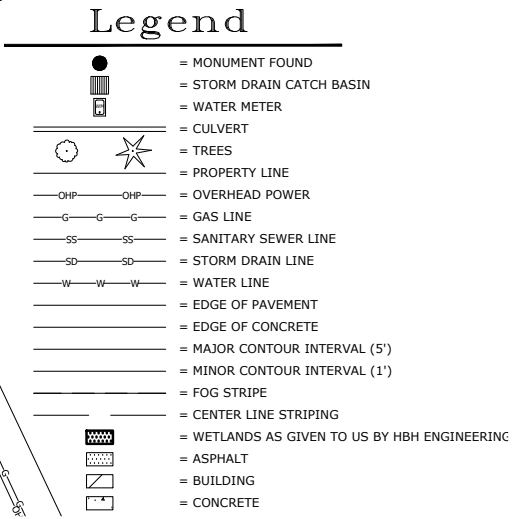 Legend
= MONUMENT FOUND
= STORM DRAIN CATCH BASIN
= WATER METER
= CULVERT
= TREES
= PROPERTY LINE
OHP OHP = OVERHEAD POWER
G G G = GAS LINE
SS SS = SANITARY SEWER LINE
SD SD = STORM DRAIN LINE
W W W = WATER LINE
= EDGE OF PAVEMENT
= EDGE OF CONCRETE
= MAJOR CONTOUR INTERVAL (5')
= MINOR CONTOUR INTERVAL (1')
= FOG STRIPE
= CENTER LINE STRIPING
= WETLANDS AS GIVEN TO US BY HBH ENGINEERING
= ASPHALT
= BUILDING
= CONCRETE
G
G